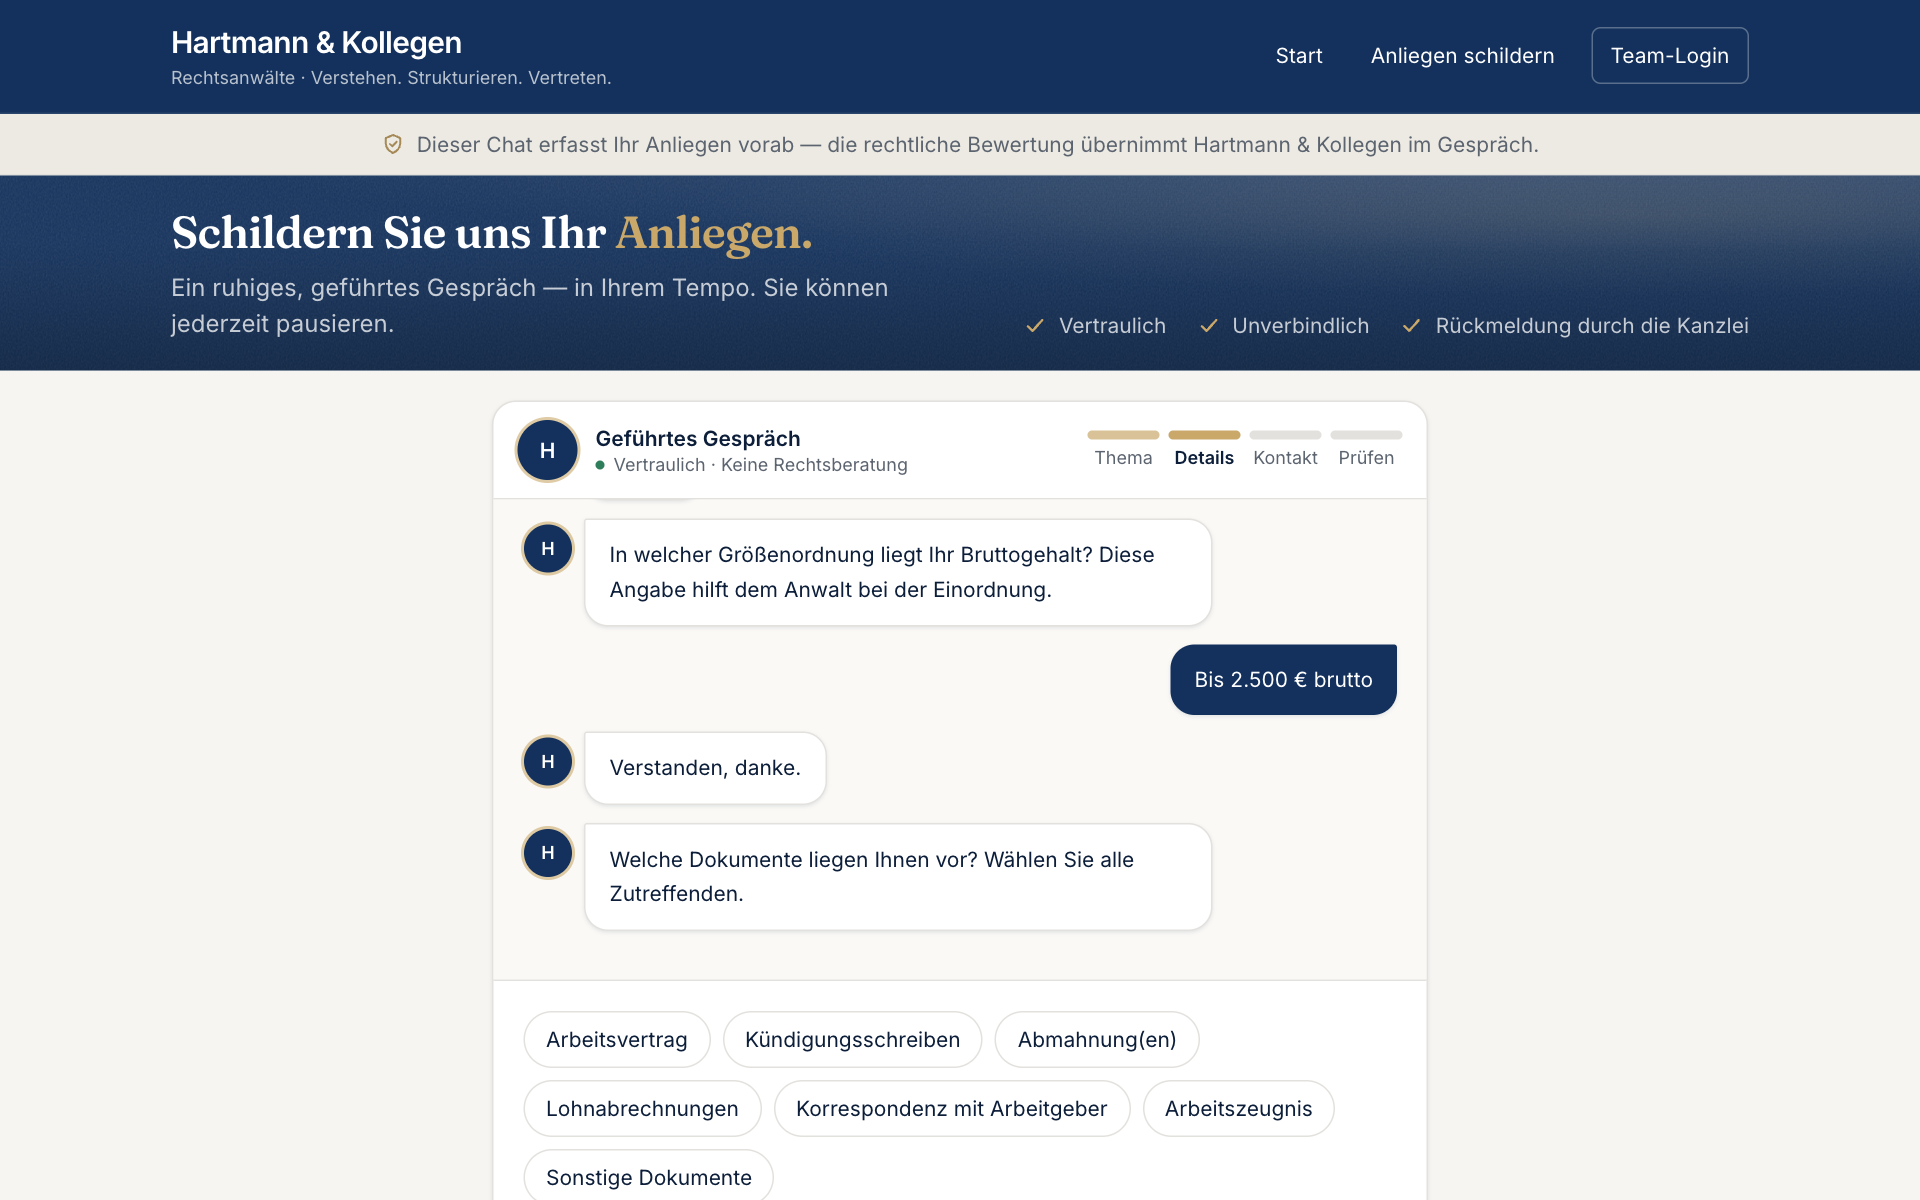 Hartmann & Kollegen
Rechtsanwälte · Verstehen. Strukturieren. Vertreten.
Start
Anliegen schildern
Team-Login
Dieser Chat erfasst Ihr Anliegen vorab — die rechtliche Bewertung übernimmt Hartmann & Kollegen im Gespräch.
Schildern Sie uns Ihr Anliegen.
Ein ruhiges, geführtes Gespräch — in Ihrem Tempo. Sie können
jederzeit pausieren.
Vertraulich
Unverbindlich
Rückmeldung durch die Kanzlei
H
Geführtes Gespräch
Vertraulich · Keine Rechtsberatung
Thema
Details
Kontakt
Prüfen
H
In welcher Größenordnung liegt Ihr Bruttogehalt? Diese
Angabe hilft dem Anwalt bei der Einordnung.
Bis 2.500 € brutto
H
Verstanden, danke.
H
Welche Dokumente liegen Ihnen vor? Wählen Sie alle
Zutreffenden.
Arbeitsvertrag
Kündigungsschreiben
Abmahnung(en)
Lohnabrechnungen
Korrespondenz mit Arbeitgeber
Arbeitszeugnis
Sonstige Dokumente